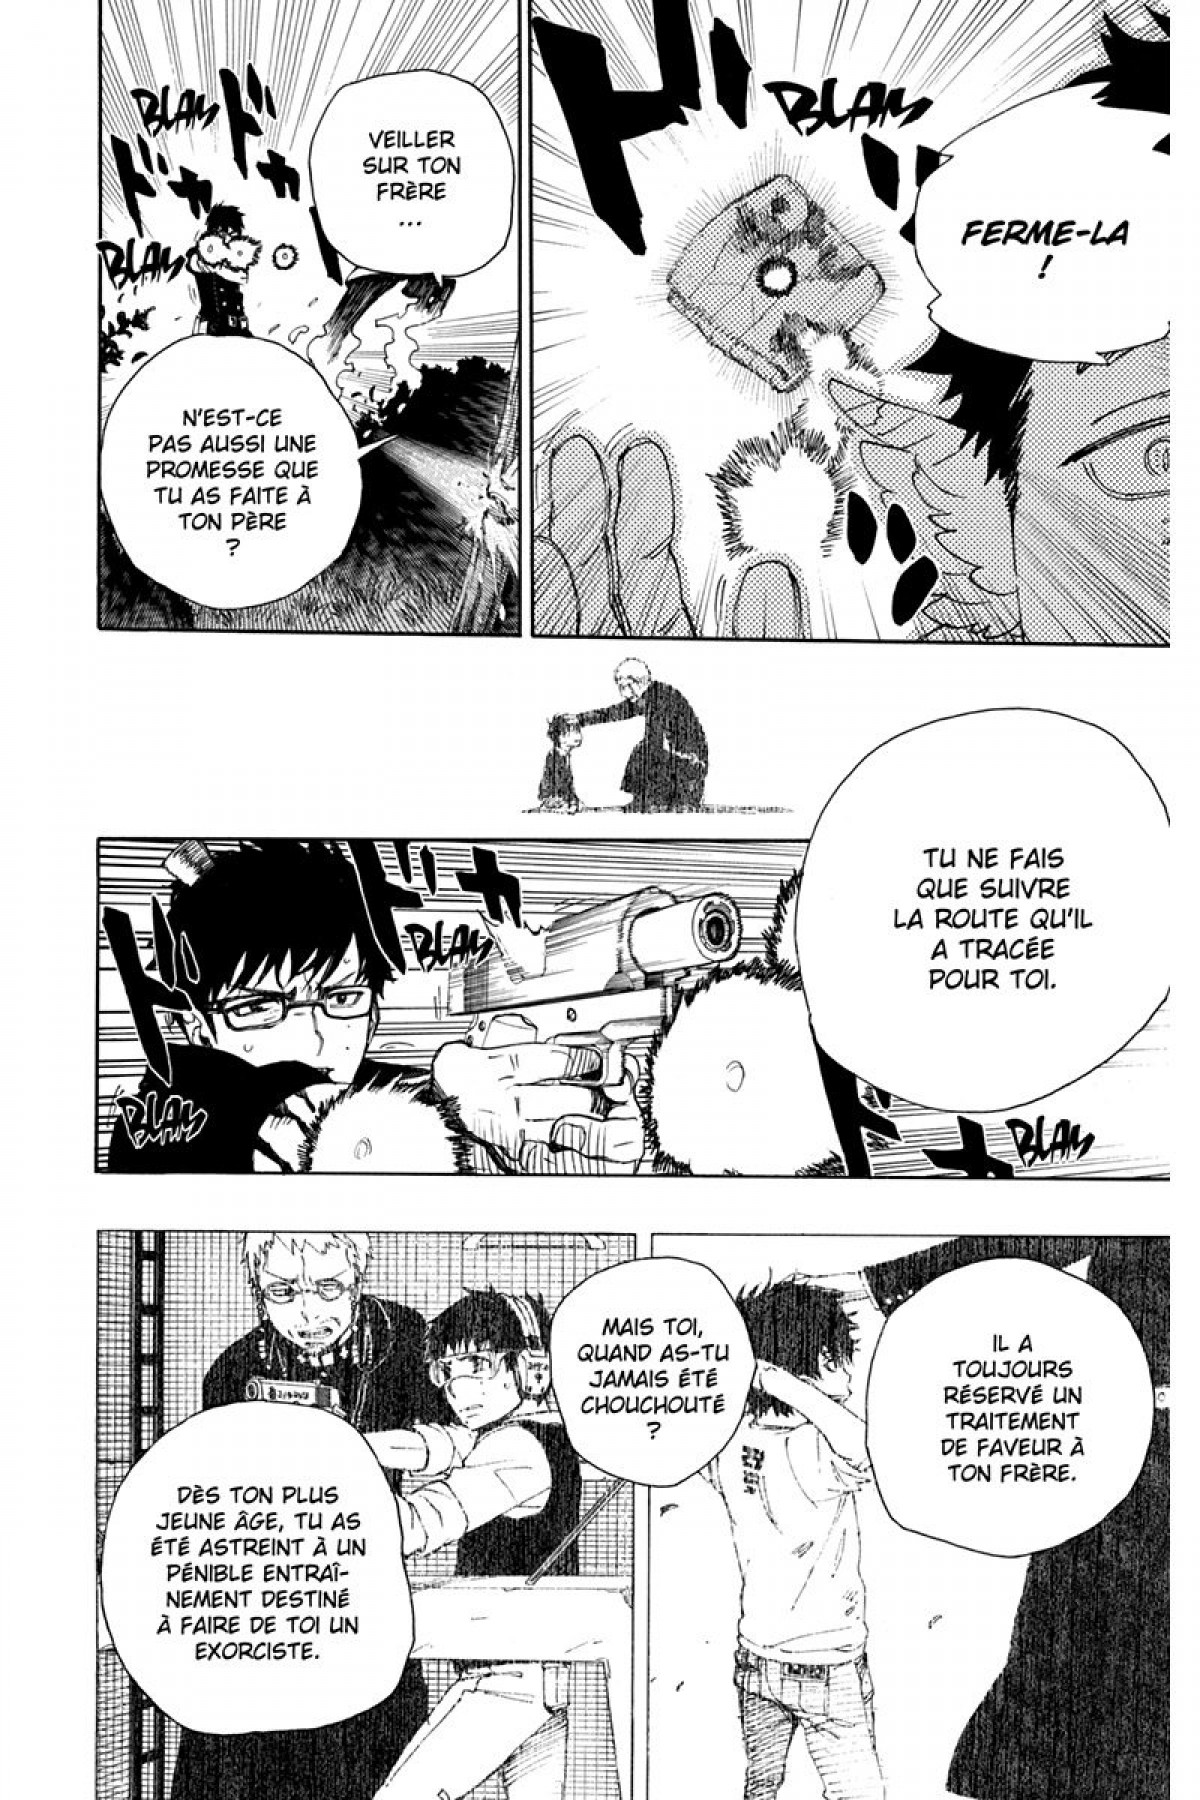 BLAM
FERME-LA
!
BLAM
VEILLER
SUR TON
FRÈRE
...
BLAM
N'EST-CE
PAS AUSSI UNE
PROMESSE QUE
TU AS FAITE À
TON PÈRE
?
TU NE FAIS
QUE SUIVRE
LA ROUTE QU'IL
A TRACÉE
POUR TOI.
BLAM
BLAM
BLAM
IL A
TOUJOURS
RÉSERVÉ UN
TRAITEMENT
DE FAVEUR À
TON FRÈRE.
MAIS TOI,
QUAND AS-TU
JAMAIS ÉTÉ
CHOUCHOUTÉ
?
DÈS TON PLUS
JEUNE ÂGE, TU AS
ÉTÉ ASTREINT À UN
PÉNIBLE ENTRAÎ-
NEMENT DESTINÉ
À FAIRE DE TOI UN
EXORCISTE.